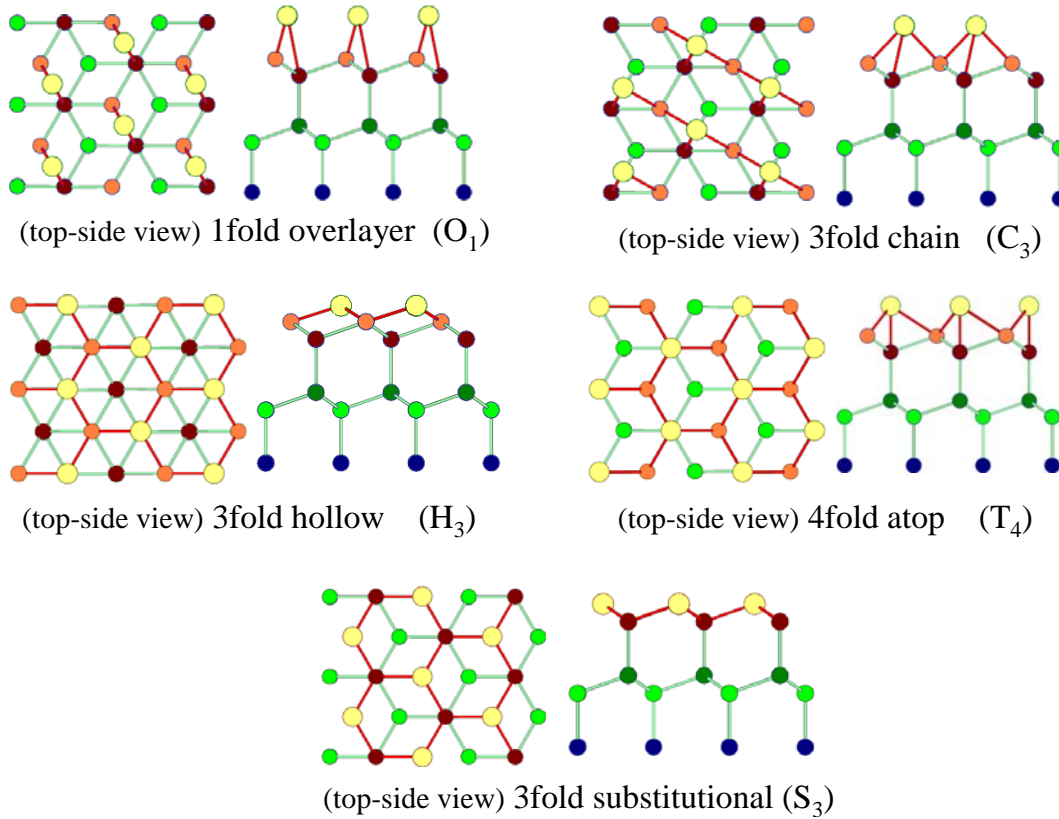 (top-side view) 1fold overlayer (O₁)
(top-side view) 3fold chain (C₃)
(top-side view) 3fold hollow (H₃)
(top-side view) 4fold atop (T₄)
(top-side view) 3fold substitutional (S₃)